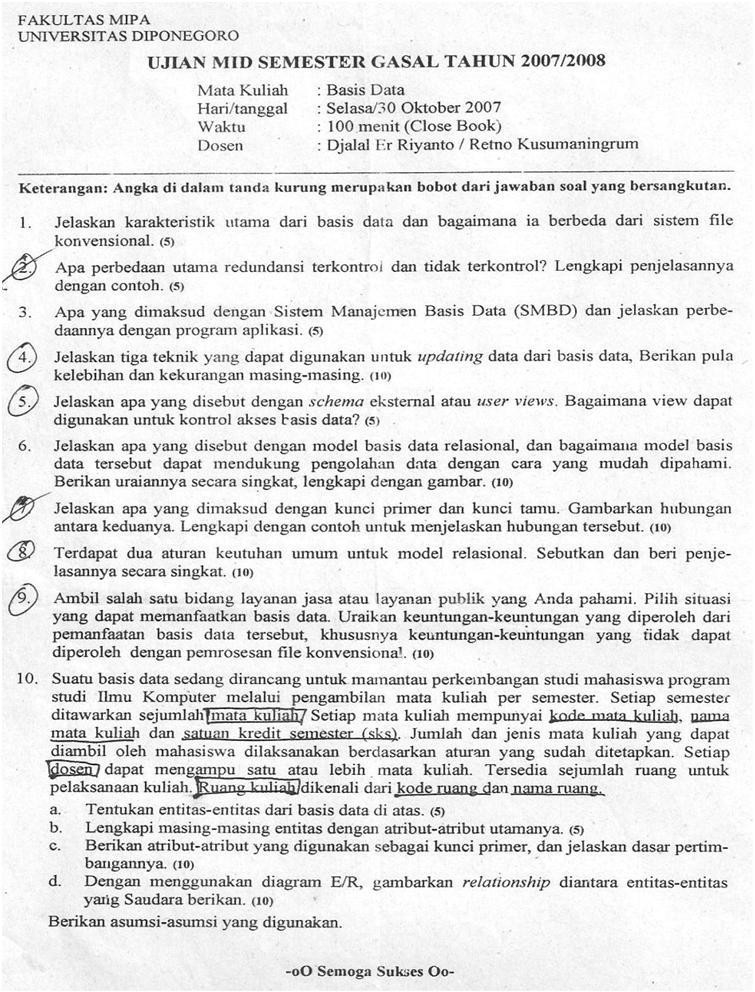 FAKULTAS MIPA
UNIVERSITAS DIPONEGORO
UJIAN MID SEMESTER GASAL TAHUN 2007/2008
Mata Kuliah : Basis Data
Hari/tanggal : Selasa/30 Oktober 2007
Waktu : 100 menit (Close Book)
Dosen : Djalal Er Riyanto / Retno Kusumaningrum
Keterangan: Angka di dalam tanda kurung merupakan bobot dari jawaban soal yang bersangkutan.
1. Jelaskan karakteristik utama dari basis data dan bagaimana ia berbeda dari sistem file
konvensional. (5)
2. Apa perbedaan utama redundansi terkontrol dan tidak terkontrol? Lengkapi penjelasannya
dengan contoh. (5)
3. Apa yang dimaksud dengan Sistem Manajemen Basis Data (SMBD) dan jelaskan perbe-
daannya dengan program aplikasi. (5)
4. Jelaskan tiga teknik yang dapat digunakan untuk updating data dari basis data, Berikan pula
kelebihan dan kekurangan masing-masing. (10)
5. Jelaskan apa yang disebut dengan schema eksternal atau user views. Bagaimana view dapat
digunakan untuk kontrol akses basis data? (5)
6. Jelaskan apa yang disebut dengan model basis data relasional, dan bagaimana model basis
data tersebut dapat mendukung pengolahan data dengan cara yang mudah dipahami.
Berikan uraiannya secara singkat, lengkapi dengan gambar. (10)
7. Jelaskan apa yang dimaksud dengan kunci primer dan kunci tamu. Gambarkan hubungan
antara keduanya. Lengkapi dengan contoh untuk menjelaskan hubungan tersebut. (10)
8 Terdapat dua aturan keutuhan umum untuk model relasional. Sebutkan dan beri penje-
lasannya secara singkat. (10)
9. Ambil salah satu bidang layanan jasa atau layanan publik yang Anda pahami. Pilih situasi
yang dapat memanfaatkan basis data. Uraikan keuntungan-keuntungan yang diperoleh dari
pemanfaatan basis data tersebut, khususnya keuntungan-keuntungan yang tidak dapat
diperoleh dengan pemrosesan file konvensional. (10)
10. Suatu basis data sedang dirancang untuk mamantau perkembangan studi mahasiswa program
studi Ilmu Komputer melalui pengambilan mata kuliah per semester. Setiap semester
ditawarkan sejumlah mata kuliah. Setiap mata kuliah mempunyai kode mata kuliah, nama
mata kuliah dan satuan kredit semester (sks). Jumlah dan jenis mata kuliah yang dapat
diambil oleh mahasiswa dilaksanakan berdasarkan aturan yang sudah ditetapkan. Setiap
dosen dapat mengampu satu atau lebih mata kuliah. Tersedia sejumlah ruang untuk
pelaksanaan kuliah. Ruang kuliah dikenali dari kode ruang dan nama ruang.
a. Tentukan entitas-entitas dari basis data di atas. (5)
b. Lengkapi masing-masing entitas dengan atribut-atribut utamanya. (5)
c. Berikan atribut-atribut yang digunakan sebagai kunci primer, dan jelaskan dasar pertim-
bangannya. (10)
d. Dengan menggunakan diagram E/R, gambarkan relationship diantara entitas-entitas
yang Saudara berikan. (10)
Berikan asumsi-asumsi yang digunakan.
-oO Semoga Sukses Oo-